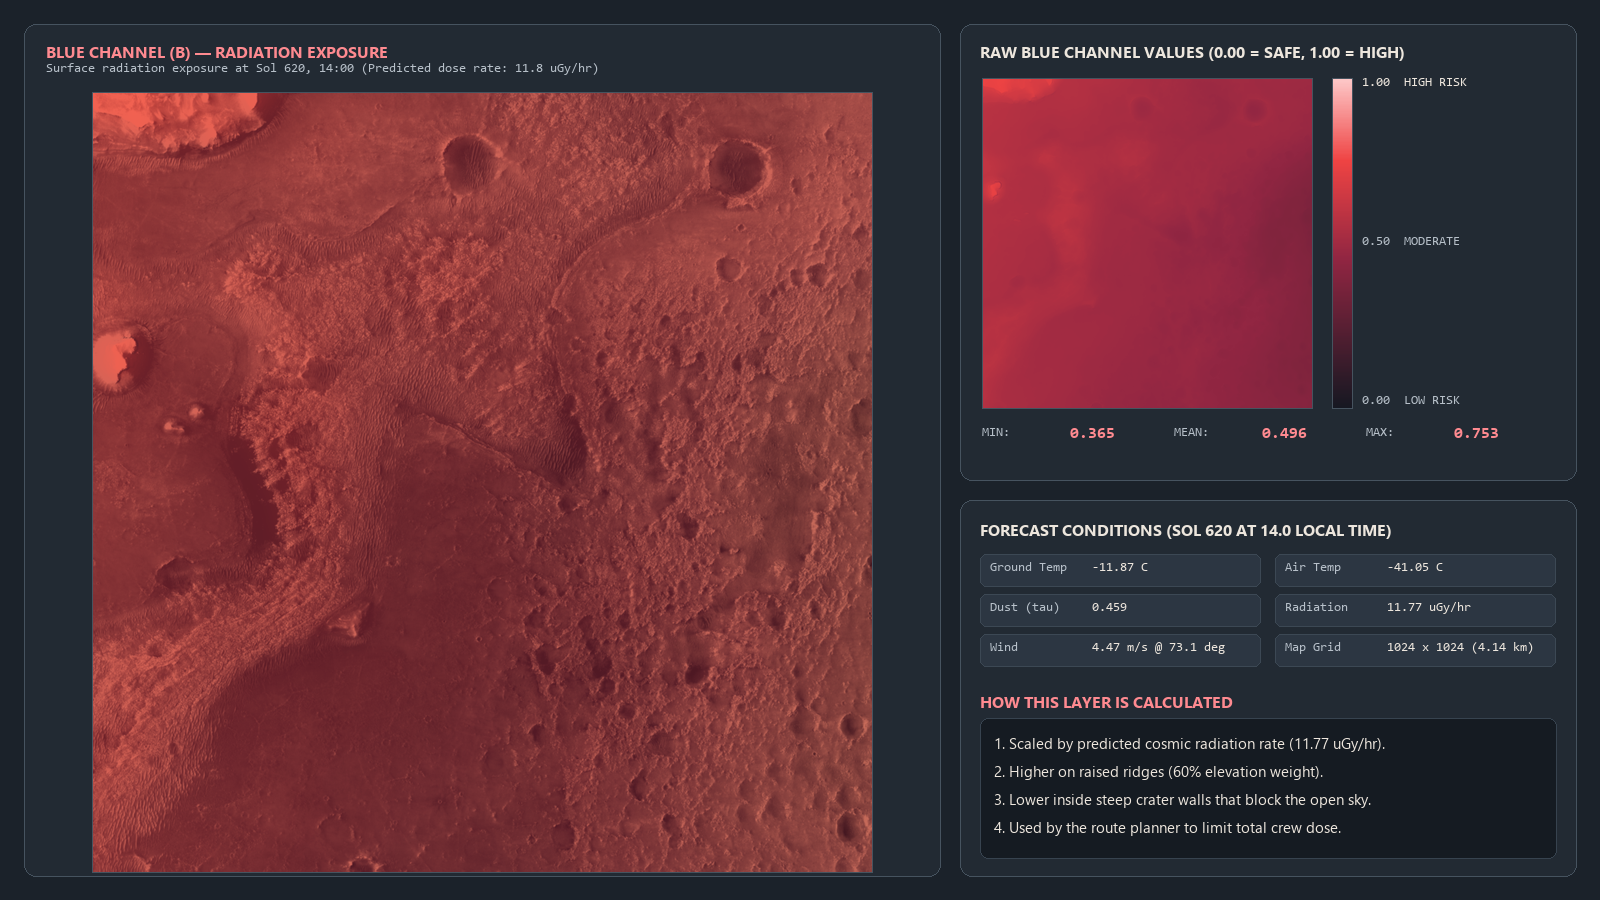 BLUE CHANNEL (B) — RADIATION EXPOSURE
Surface radiation exposure at Sol 620, 14:00 (Predicted dose rate: 11.8 uGy/hr)
RAW BLUE CHANNEL VALUES (0.00 = SAFE, 1.00 = HIGH)
1.00 HIGH RISK
0.50 MODERATE
0.00 LOW RISK
MIN: 0.365 MEAN: 0.496 MAX: 0.753
FORECAST CONDITIONS (SOL 620 AT 14.0 LOCAL TIME)
Ground Temp -11.87 C Air Temp -41.05 C
Dust (tau) 0.459 Radiation 11.77 uGy/hr
Wind 4.47 m/s @ 73.1 deg Map Grid 1024 x 1024 (4.14 km)
HOW THIS LAYER IS CALCULATED
1. Scaled by predicted cosmic radiation rate (11.77 uGy/hr).
2. Higher on raised ridges (60% elevation weight).
3. Lower inside steep crater walls that block the open sky.
4. Used by the route planner to limit total crew dose.